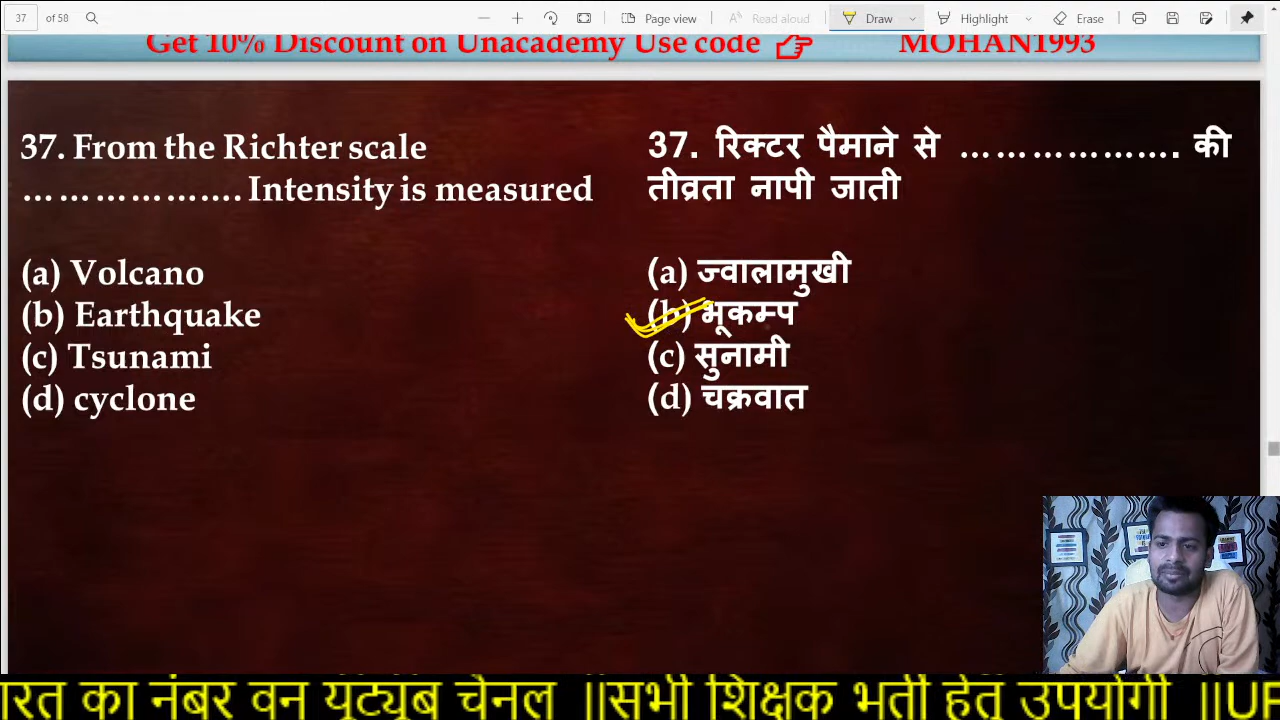 37 of 58 Page view Read aloud Draw Highlight Erase
Get 10% Discount on Unacademy Use code MOHAN1993
37. From the Richter scale
………………. Intensity is measured
(a) Volcano
(b) Earthquake
(c) Tsunami
(d) cyclone
37. रिक्टर पैमाने से ………………. की
तीव्रता नापी जाती
(a) ज्वालामुखी
(b) भूकम्प
(c) सुनामी
(d) चक्रवात
रत का नंबर वन यूट्यूब चैनल ||सभी शिक्षक भर्ती हेतु उपयोगी ||UP